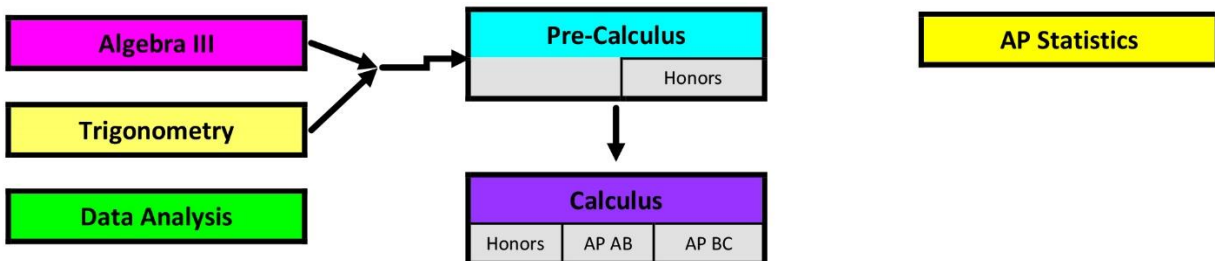 Algebra III
Pre-Calculus
AP Statistics
Honors
Trigonometry
Calculus
Data Analysis
Honors AP AB AP BC